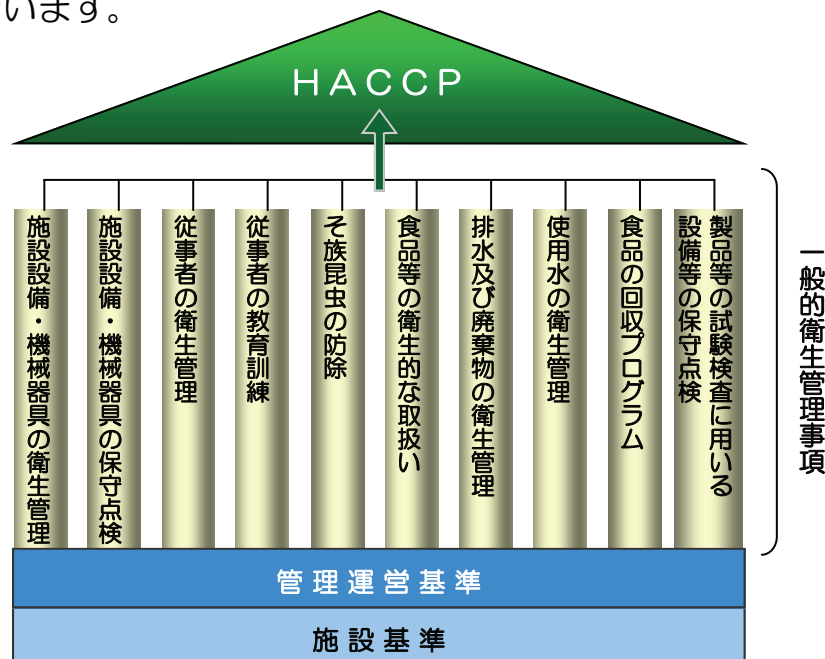 います。
HACCP
施設設備・機械器具の衛生管理
施設設備・機械器具の保守点検
従事者の衛生管理
従事者の教育訓練
そ族昆虫の防除
食品等の衛生的な取扱い
排水及び廃棄物の衛生管理
使用水の衛生管理
食品の回収プログラム
製品等の試験検査に用いる
設備等の保守点検
一般的衛生管理事項
管理運営基準
施設基準